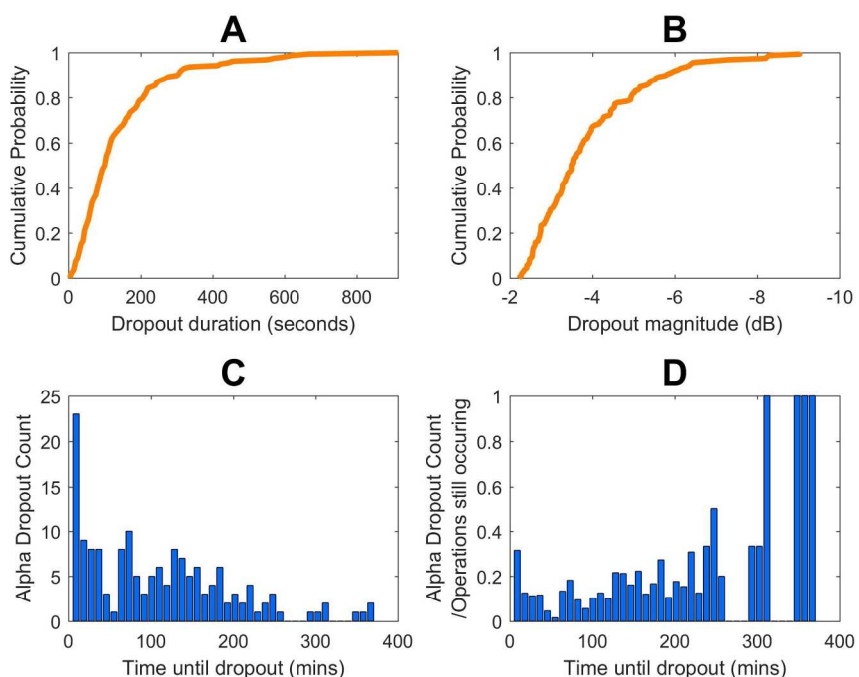 A
Cumulative Probability
1
0.8
0.6
0.4
0.2
0
0 200 400 600 800
Dropout duration (seconds)
B
Cumulative Probability
1
0.8
0.6
0.4
0.2
0
-2 -4 -6 -8 -10
Dropout magnitude (dB)
C
Alpha Dropout Count
25
20
15
10
5
0
0 100 200 300 400
Time until dropout (mins)
D
Alpha Dropout Count
/Operations still occuring
1
0.8
0.6
0.4
0.2
0
0 100 200 300 400
Time until dropout (mins)